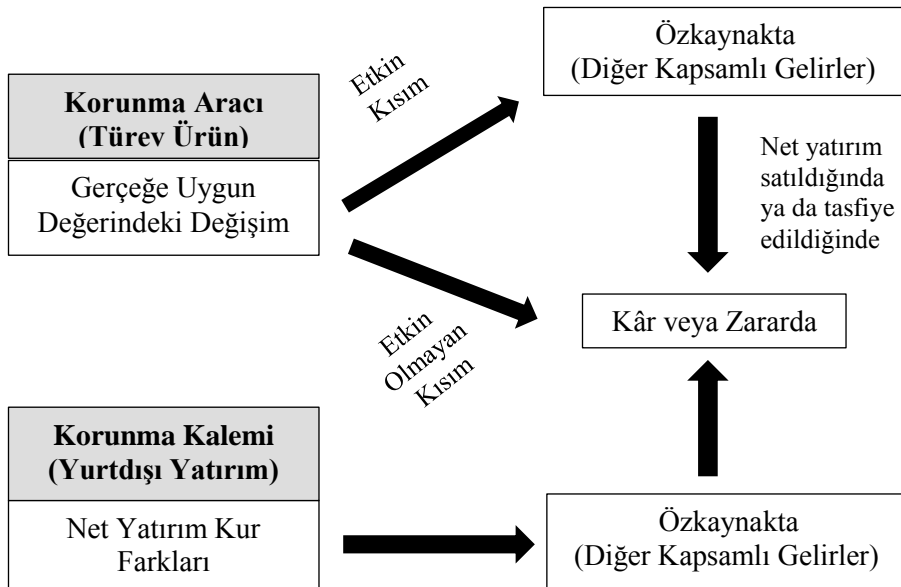 Korunma Aracı
(Türev Ürün)
Gerçeğe Uygun
Değerindeki Değişim
Etkin
Kısım
Özkaynakta
(Diğer Kapsamlı Gelirler)
Net yatırım
satıldığında
ya da tasfiye
edildiğinde
Etkin
Olmayan
Kısım
Kâr veya Zararda
Korunma Kalemi
(Yurtdışı Yatırım)
Net Yatırım Kur
Farkları
Özkaynakta
(Diğer Kapsamlı Gelirler)